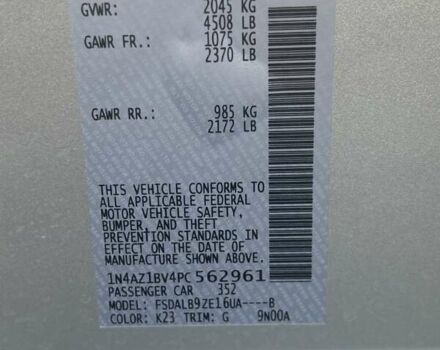 GVWR: 2045 KG
4508 LB
GAWR FR.: 1075 KG
2370 LB
GAWR RR.: 985 KG
2172 LB
THIS VEHICLE CONFORMS TO
ALL APPLICABLE FEDERAL
MOTOR VEHICLE SAFETY,
BUMPER, AND THEFT
PREVENTION STANDARDS IN
EFFECT ON THE DATE OF
MANUFACTURE SHOWN ABOVE.
1N4AZ1BV4PC562961
PASSENGER CAR 352
MODEL: FSDALB9ZE16UA----B
COLOR: K23 TRIM: G 9N00A